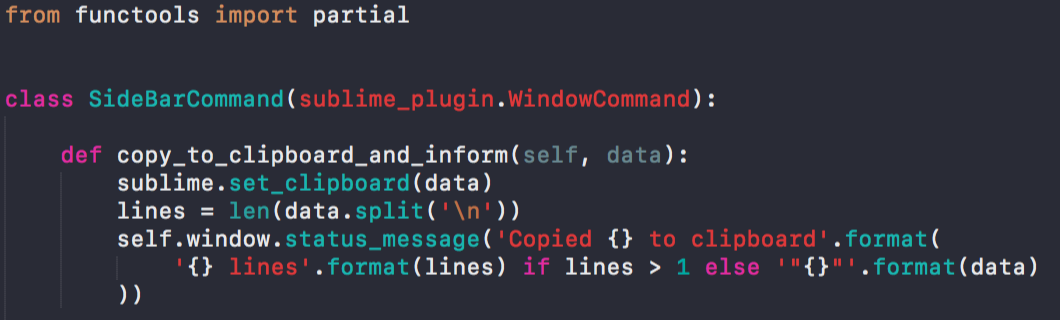 from functools import partial
class SideBarCommand(sublime_plugin.WindowCommand):
def copy_to_clipboard_and_inform(self, data):
sublime.set_clipboard(data)
lines = len(data.split('\n'))
self.window.status_message('Copied {} to clipboard'.format(
'{} lines'.format(lines) if lines > 1 else '"{}"'.format(data)
))